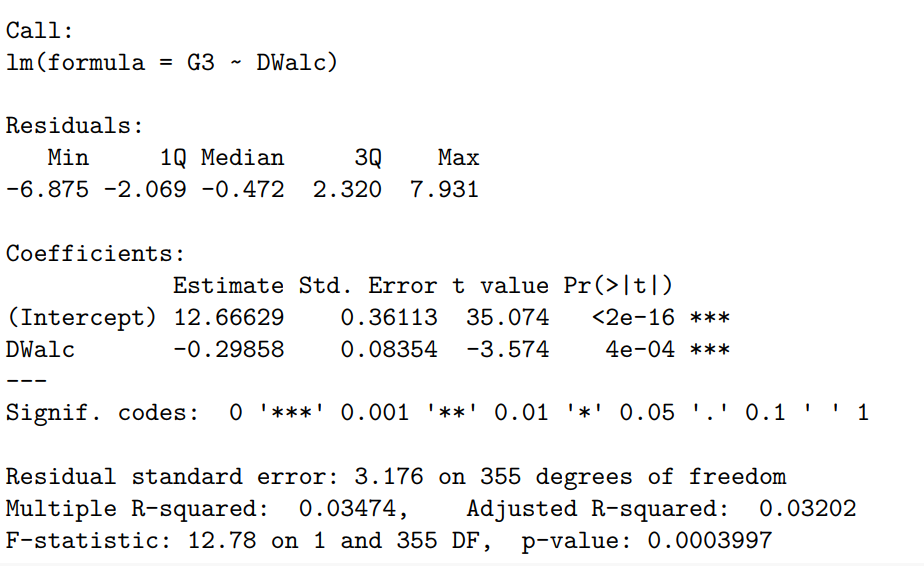 Call:
lm(formula = G3 ~ DWalc)
Residuals:
Min 1Q Median 3Q Max
-6.875 -2.069 -0.472 2.320 7.931
Coefficients:
Estimate Std. Error t value Pr(>|t|)
(Intercept) 12.66629 0.36113 35.074 <2e-16 ***
DWalc -0.29858 0.08354 -3.574 4e-04 ***
---
Signif. codes: 0 '***' 0.001 '**' 0.01 '*' 0.05 '.' 0.1 ' ' 1
Residual standard error: 3.176 on 355 degrees of freedom
Multiple R-squared: 0.03474, Adjusted R-squared: 0.03202
F-statistic: 12.78 on 1 and 355 DF, p-value: 0.0003997